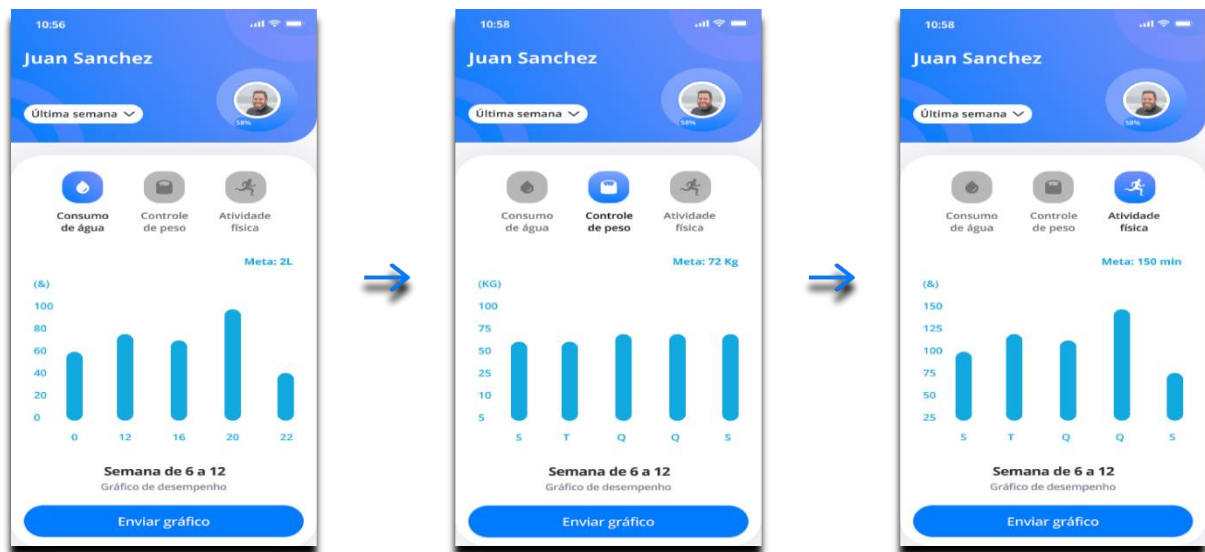 10:56
Juan Sanchez
Última semana
58%
Consumo
de água
Controle
de peso
Atividade
física
Meta: 2L
(&)
100
80
60
40
20
0
0 12 16 20 22
Semana de 6 a 12
Gráfico de desempenho
Enviar gráfico
10:58
Juan Sanchez
Última semana
58%
Consumo
de água
Controle
de peso
Atividade
física
Meta: 72 Kg
(KG)
100
75
50
25
10
5
S T Q Q S
Semana de 6 a 12
Gráfico de desempenho
Enviar gráfico
10:58
Juan Sanchez
Última semana
58%
Consumo
de água
Controle
de peso
Atividade
física
Meta: 150 min
(&)
150
125
100
75
50
25
S T Q Q S
Semana de 6 a 12
Gráfico de desempenho
Enviar gráfico